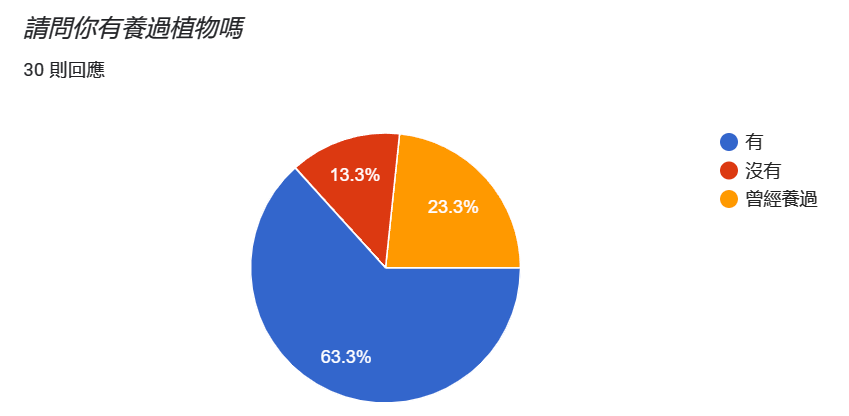 請問你有養過植物嗎
30 則回應
有
沒有
曾經養過
13.3%
23.3%
63.3%